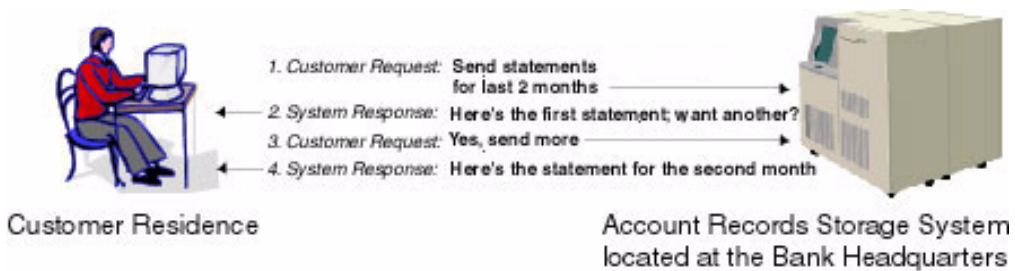 1. Customer Request: Send statements
for last 2 months
2. System Response: Here's the first statement; want another?
3. Customer Request: Yes, send more
4. System Response: Here's the statement for the second month
Customer Residence
Account Records Storage System
located at the Bank Headquarters